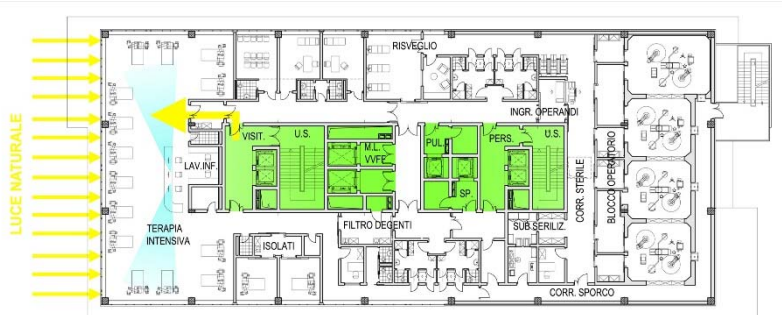 LUCE NATURALE
RISVEGLIO
INGR. OPERANDI
VISIT.
U.S.
M.L.
VVFF
PUL.
PERS.
U.S.
LAV.INF.
SP.
CORR. STERILE
BLOCCO OPERATORIO
TERAPIA
INTENSIVA
ISOLATI
FILTRO DEGENTI
SUB.SERILIZ.
CORR. SPORCO